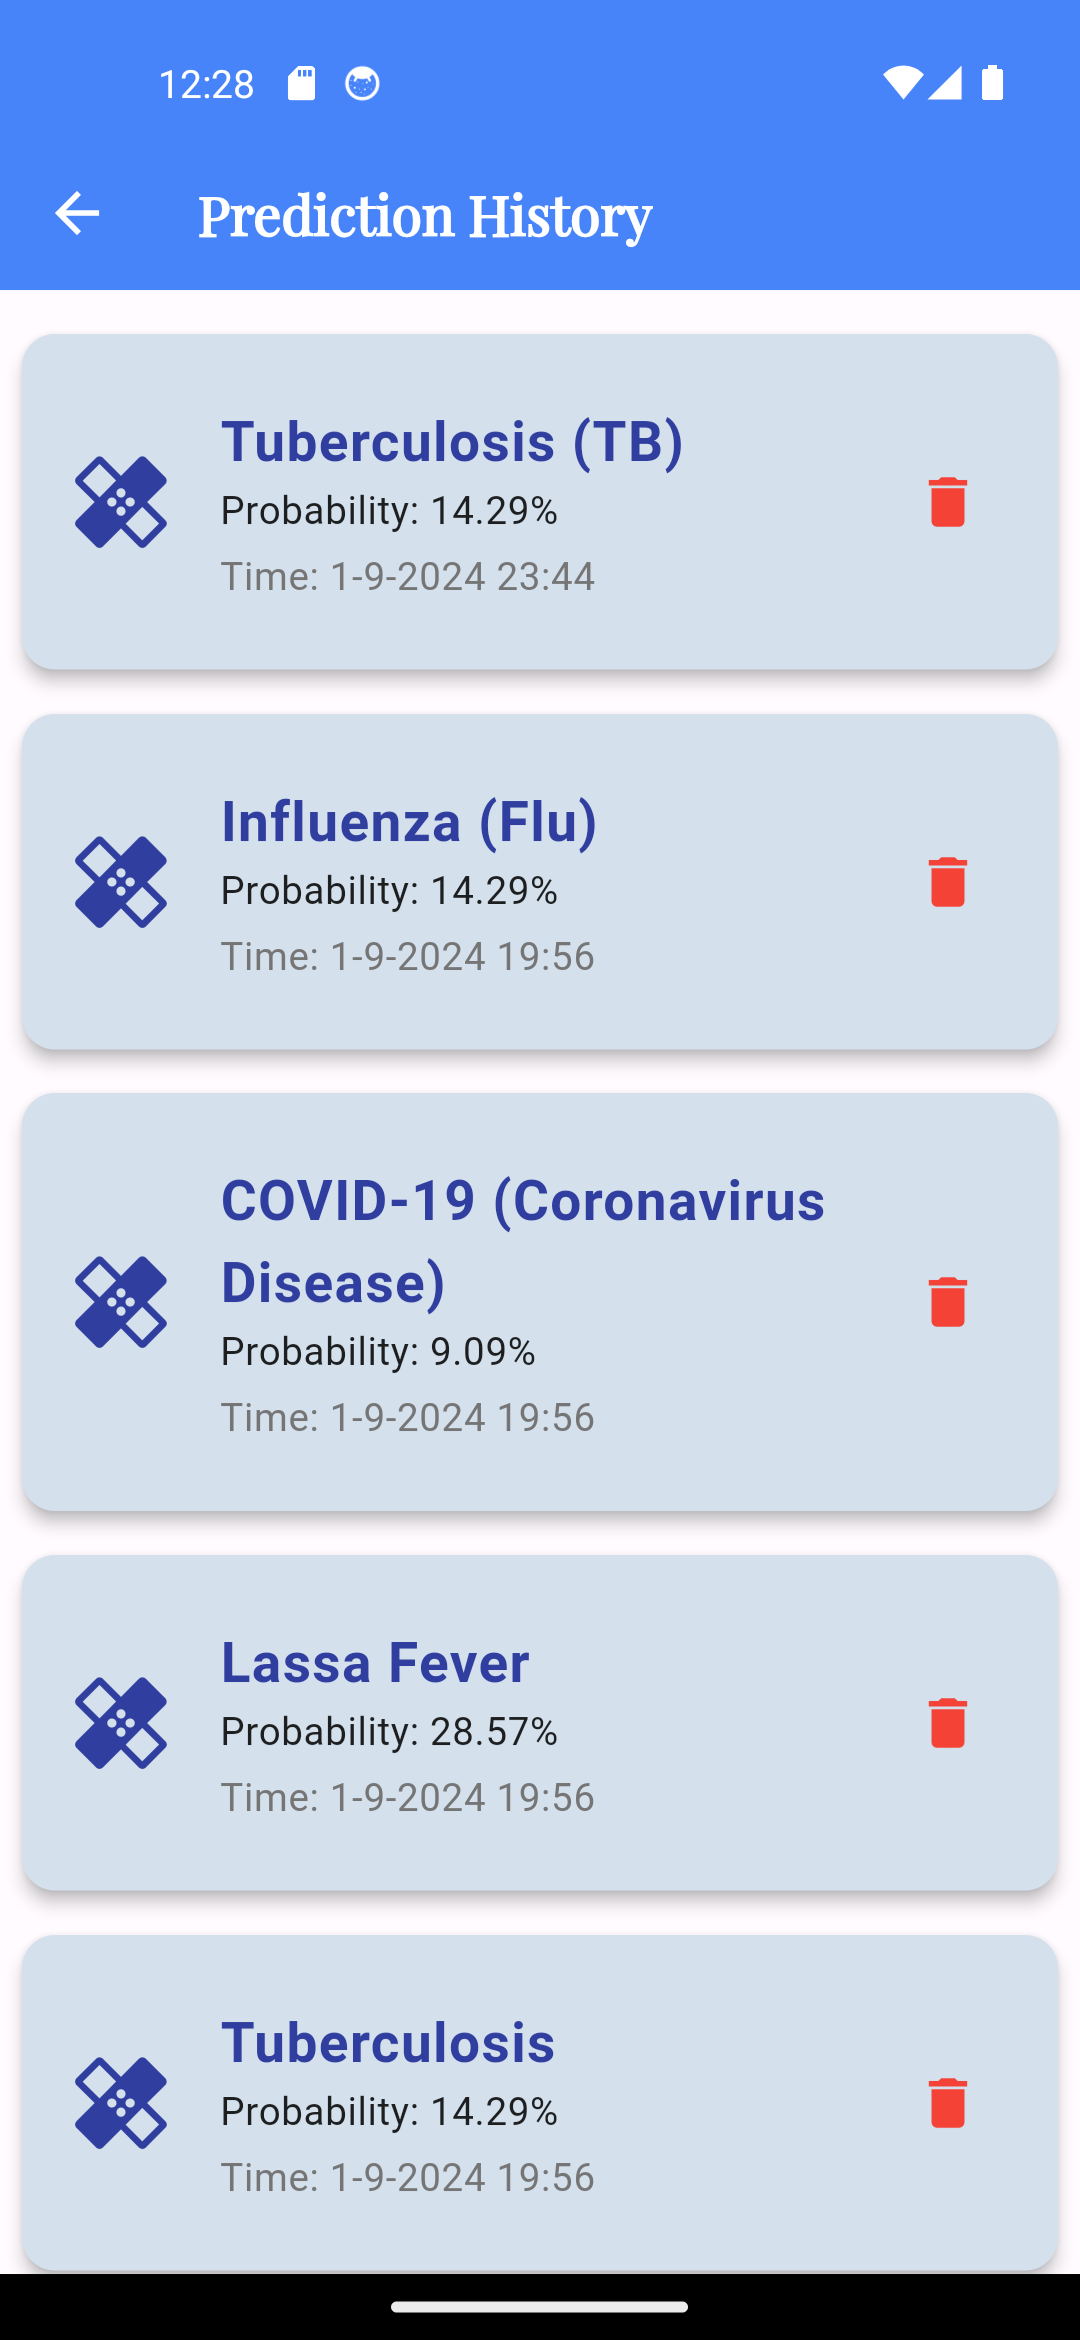 12:28
Prediction History
Tuberculosis (TB)
Probability: 14.29%
Time: 1-9-2024 23:44
Influenza (Flu)
Probability: 14.29%
Time: 1-9-2024 19:56
COVID-19 (Coronavirus
Disease)
Probability: 9.09%
Time: 1-9-2024 19:56
Lassa Fever
Probability: 28.57%
Time: 1-9-2024 19:56
Tuberculosis
Probability: 14.29%
Time: 1-9-2024 19:56